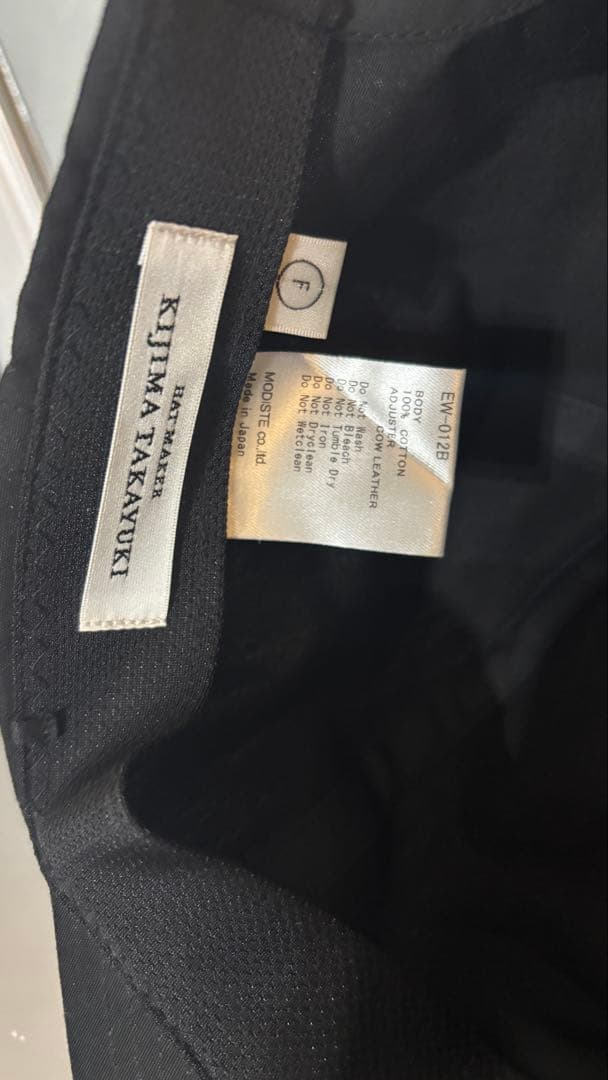 HAT MAKER
KIJIMA TAKAYUKI
F
EW-012B
BODY
100% COTTON
ADJUSTER
COW LEATHER
Do Not Wash
Do Not Bleach
Do Not Tumble Dry
Do Not Iron
Do Not Dryclean
Do Not Wetclean
MODISTE co.,ltd.
Made in Japan